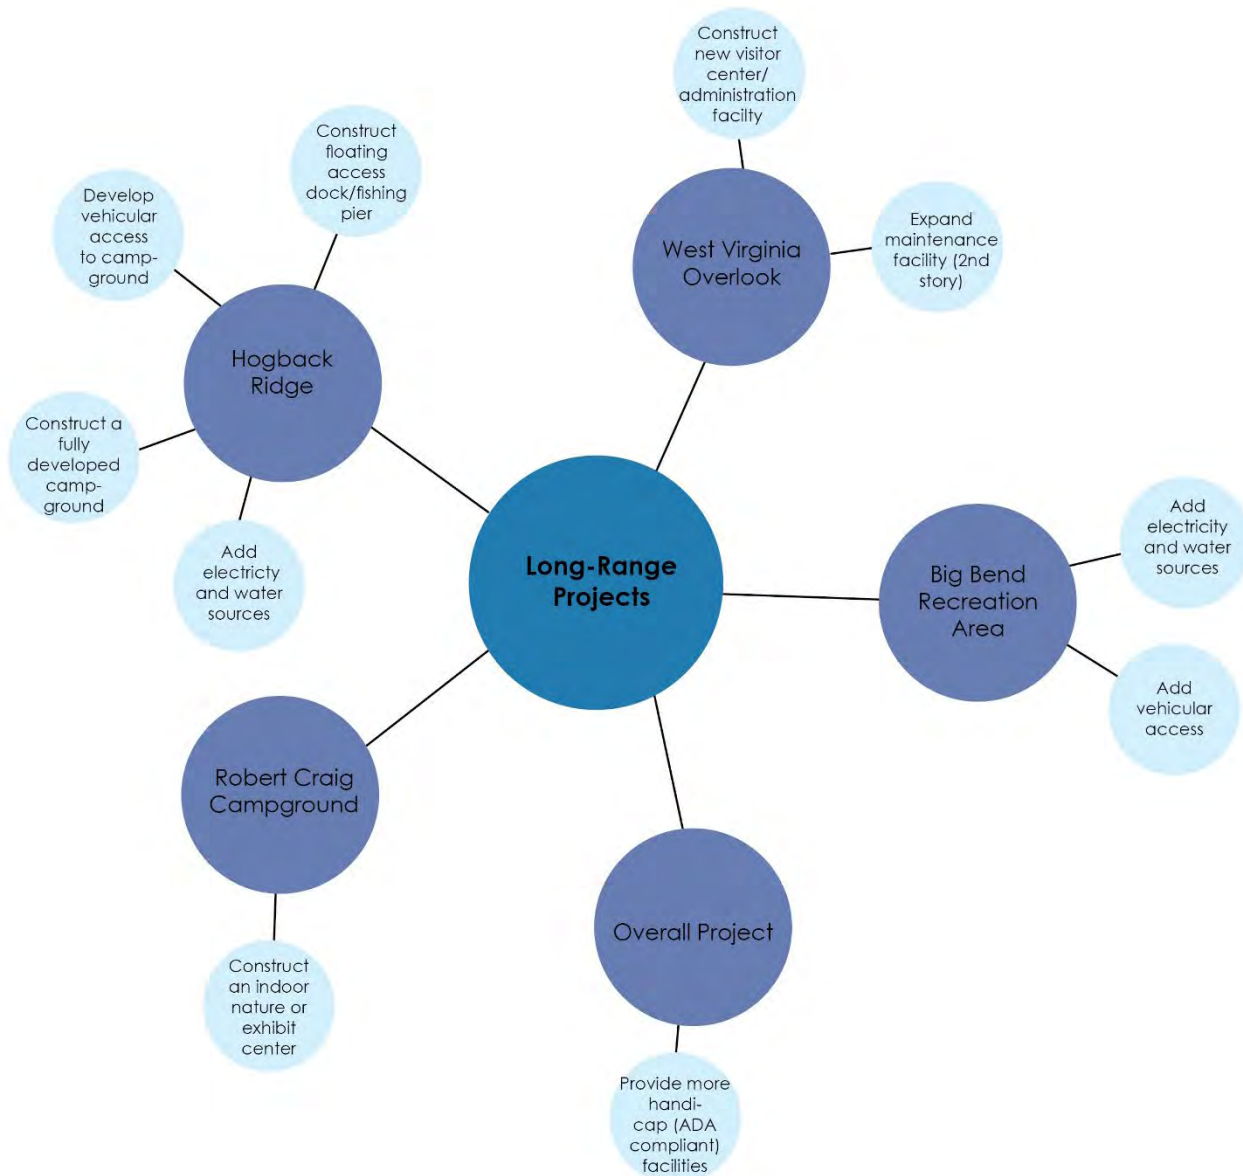 Construct
new visitor
center/
administration
facilty
Construct
floating
access
dock/fishing
pier
Develop
vehicular
access
to camp-
ground
Expand
maintenance
facility (2nd
story)
West Virginia
Overlook
Hogback
Ridge
Construct a
fully
developed
camp-
ground
Add
electricty
and water
sources
Long-Range
Projects
Add
electricity
and water
sources
Big Bend
Recreation
Area
Add
vehicular
access
Robert Craig
Campground
Overall Project
Construct
an indoor
nature or
exhibit
center
Provide more
handi-
cap (ADA
compliant)
facilities